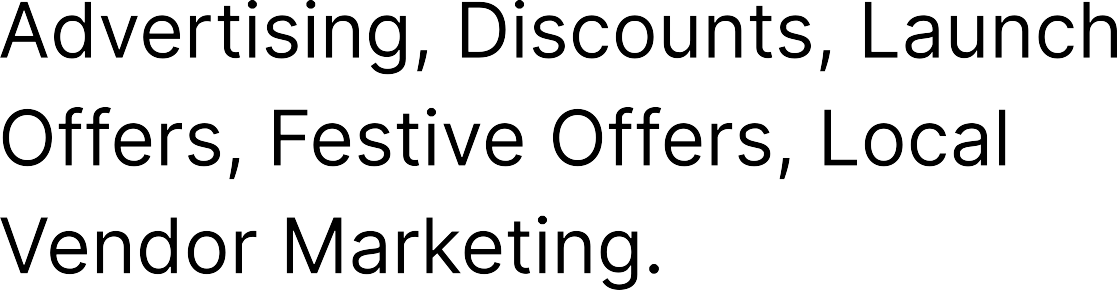 Advertising, Discounts, Launch
Offers, Festive Offers, Local
Vendor Marketing.